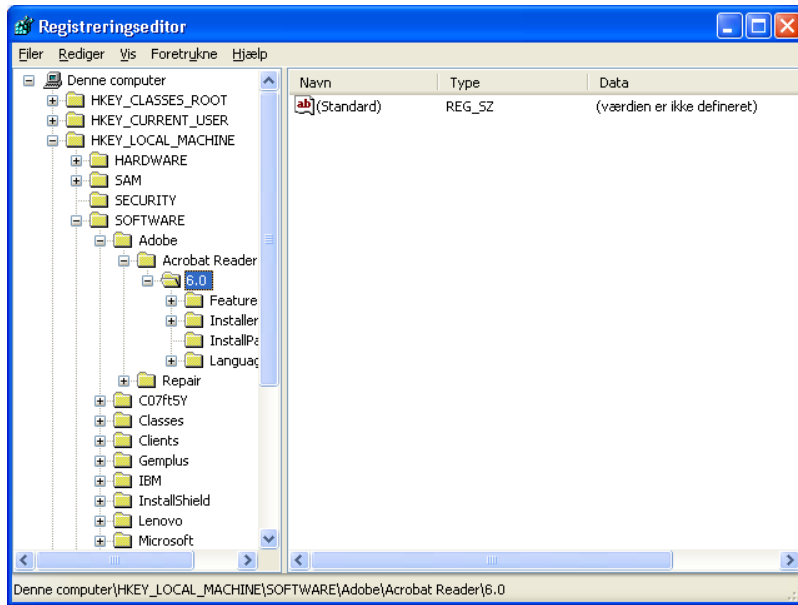 Registreringseditor
Filer Rediger Vis Foretrukne Hjælp
Denne computer
HKEY_CLASSES_ROOT
HKEY_CURRENT_USER
HKEY_LOCAL_MACHINE
HARDWARE
SAM
SECURITY
SOFTWARE
Adobe
Acrobat Reader
6.0
Feature
Installer
InstallPa
Languag
Repair
C07ft5Y
Classes
Clients
Gemplus
IBM
InstallShield
Lenovo
Microsoft
Navn Type Data
ab (Standard) REG_SZ (værdien er ikke defineret)
Denne computer\HKEY_LOCAL_MACHINE\SOFTWARE\Adobe\Acrobat Reader\6.0